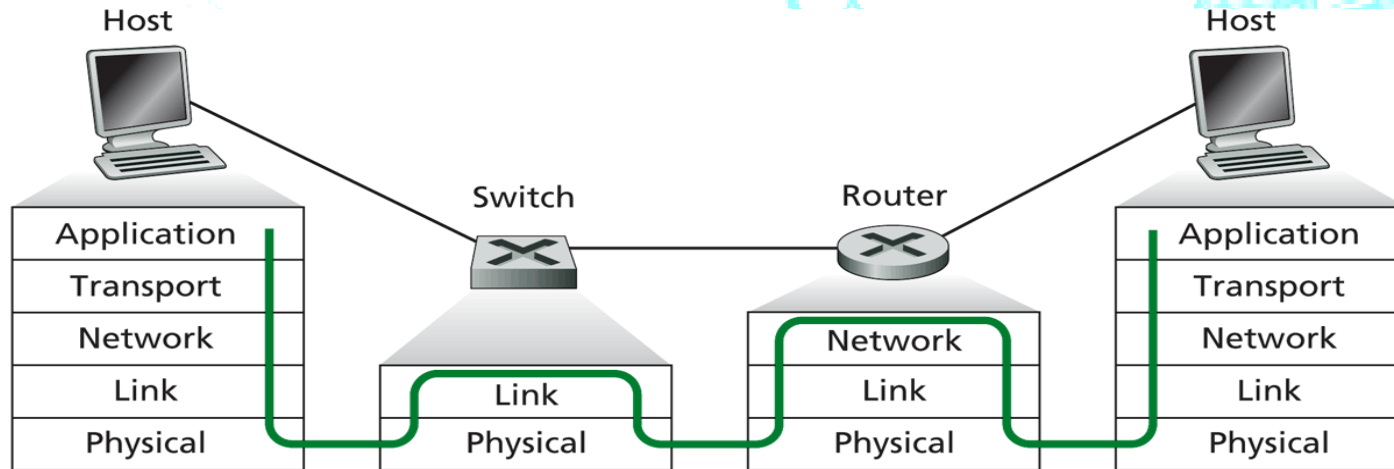 Host
Host
Switch
Router
Application
Transport
Network
Link
Physical
Link
Physical
Network
Link
Physical
Application
Transport
Network
Link
Physical